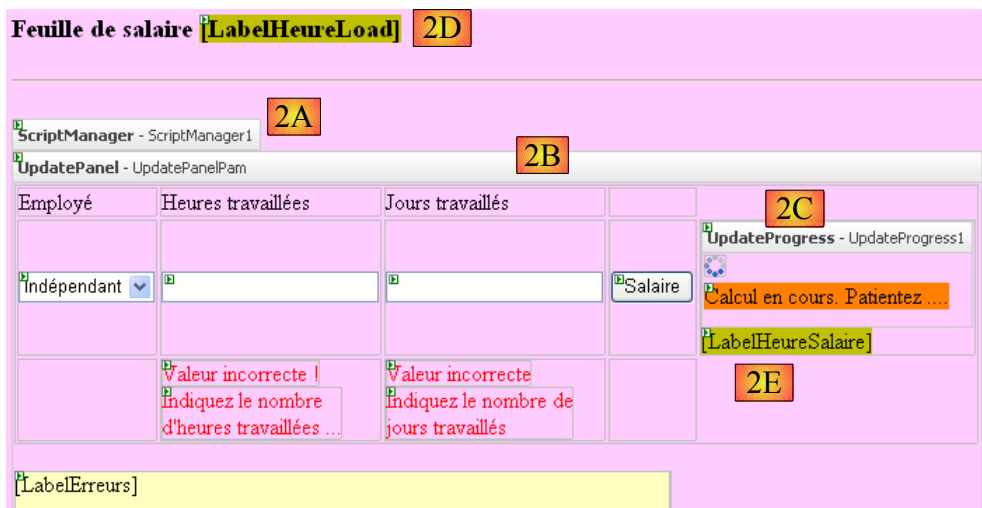 Feuille de salaire [LabelHeureLoad] 2D
ScriptManager - ScriptManager1 2A
UpdatePanel - UpdatePanelPam 2B
Employé Heures travaillées Jours travaillés 2C
UpdateProgress - UpdateProgress1
Indépendant Salaire
Calcul en cours. Patientez ....
[LabelHeureSalaire]
Valeur incorrecte ! Valeur incorrecte 2E
Indiquez le nombre Indiquez le nombre de
d'heures travaillées ... jours travaillés
[LabelErreurs]